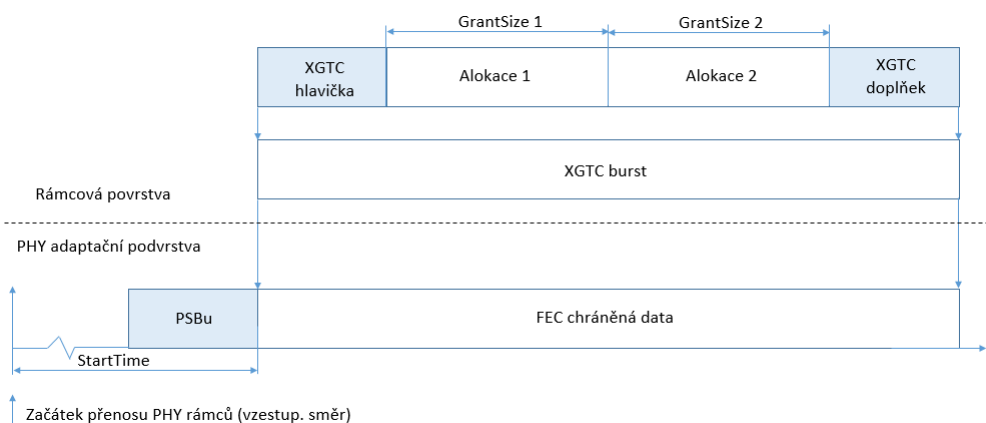 GrantSize 1
GrantSize 2
XGTC
hlavička
Alokace 1
Alokace 2
XGTC
doplňek
XGTC burst
Rámcová povrstva
PHY adaptační podvrstva
PSBu
FEC chráněná data
StartTime
Začátek přenosu PHY rámců (vzestup. směr)